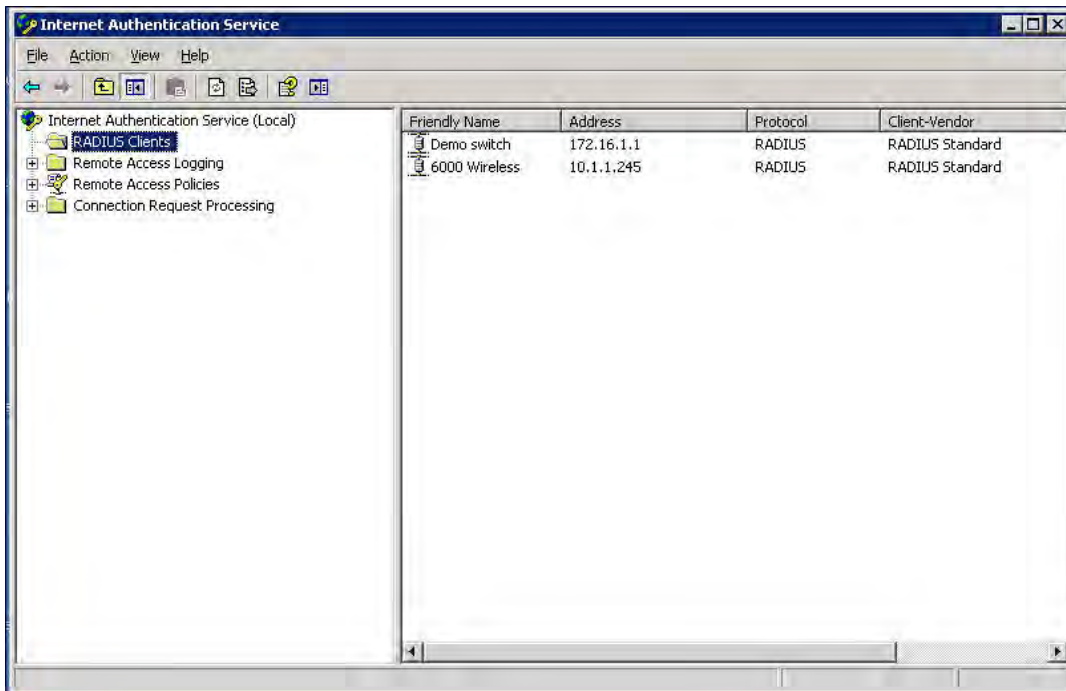 Internet Authentication Service
File Action View Help
Internet Authentication Service (Local)
RADIUS Clients
Remote Access Logging
Remote Access Policies
Connection Request Processing
Friendly Name Address Protocol Client-Vendor
Demo switch 172.16.1.1 RADIUS RADIUS Standard
6000 Wireless 10.1.1.245 RADIUS RADIUS Standard